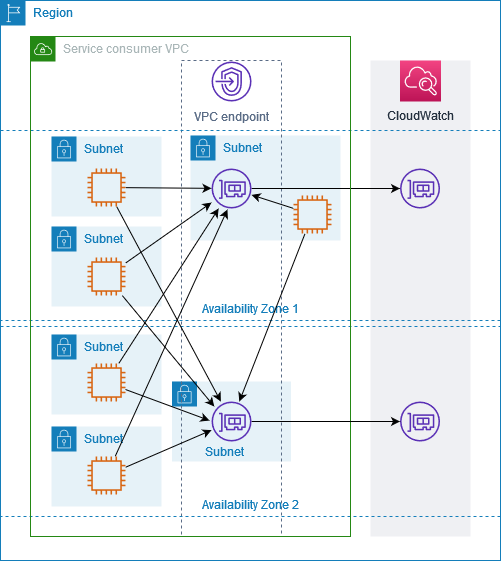 Region
Service consumer VPC
VPC endpoint
CloudWatch
Subnet
Subnet
Subnet
Availability Zone 1
Subnet
Subnet
Subnet
Availability Zone 2